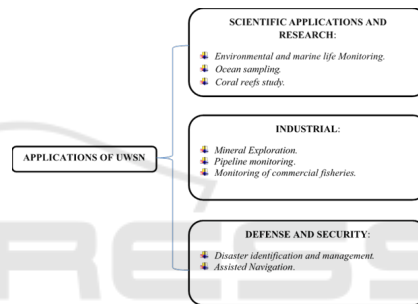 SCIENTIFIC APPLICATIONS AND
RESEARCH:
Environmental and marine life Monitoring.
Ocean sampling.
Coral reefs study.
APPLICATIONS OF UWSN
INDUSTRIAL:
Mineral Exploration.
Pipeline monitoring.
Monitoring of commercial fisheries.
DEFENSE AND SECURITY:
Disaster identification and management.
Assisted Navigation.